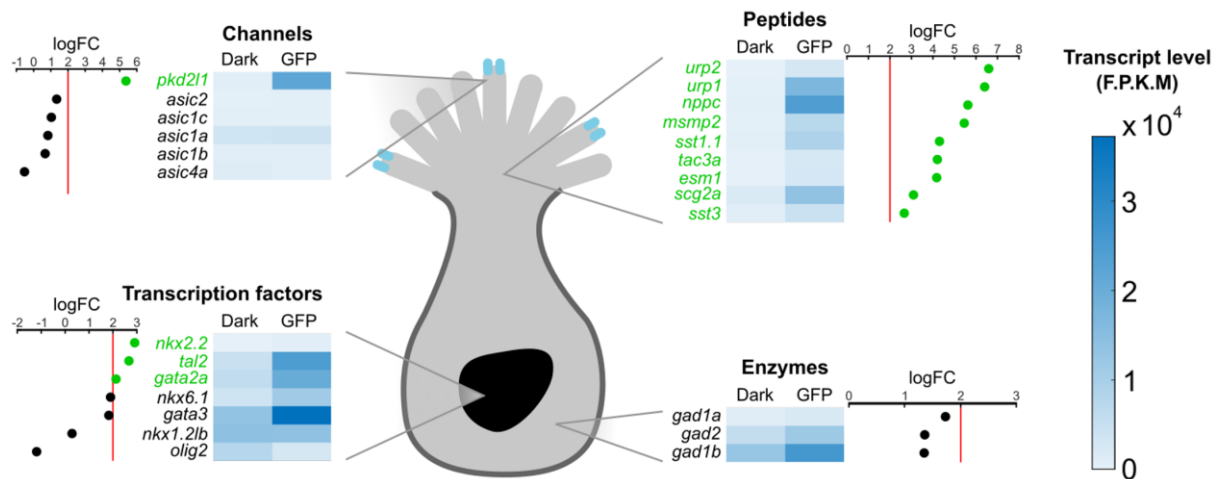 Channels
logFC
Dark GFP
-1 0 1 2 3 4 5 6
pkd2l1
asic2
asic1c
asic1a
asic1b
asic4a
Peptides
Dark GFP
logFC
0 1 2 3 4 5 6 7 8
urp2
urp1
nppc
msmp2
sst1.1
tac3a
esm1
scg2a
sst3
Transcript level
(F.P.K.M)
x 10^4
3
2
1
0
Transcription factors
logFC
Dark GFP
-2 -1 0 1 2 3
nkx2.2
tal2
gata2a
nkx6.1
gata3
nkx1.2lb
olig2
Enzymes
Dark GFP
logFC
0 1 2 3
gad1a
gad2
gad1b